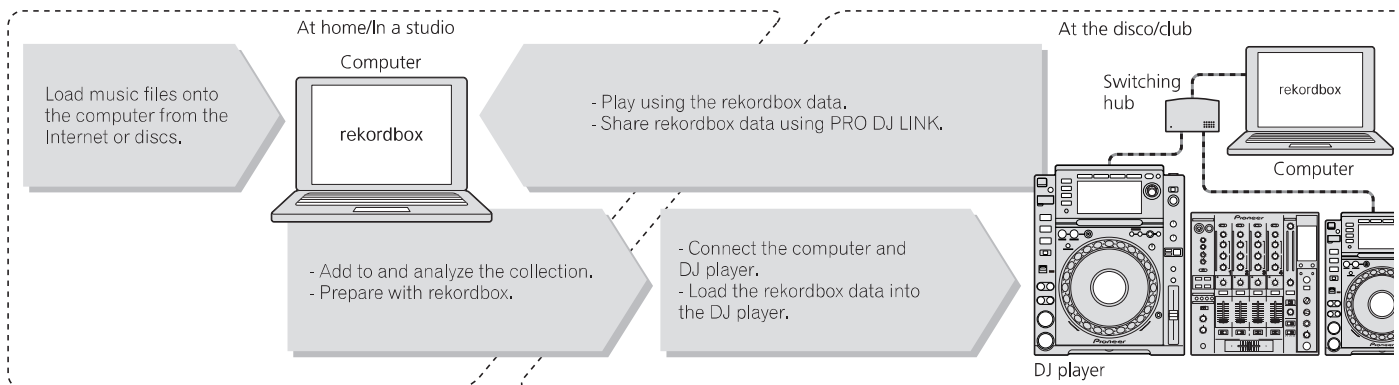 At home/In a studio
Computer
Load music files onto
the computer from the
Internet or discs.
rekordbox
- Play using the rekordbox data.
- Share rekordbox data using PRO DJ LINK.
- Add to and analyze the collection.
- Prepare with rekordbox.
- Connect the computer and
DJ player.
- Load the rekordbox data into
the DJ player.
At the disco/club
Switching
hub
rekordbox
Computer
Pioneer
Pioneer
DJ player